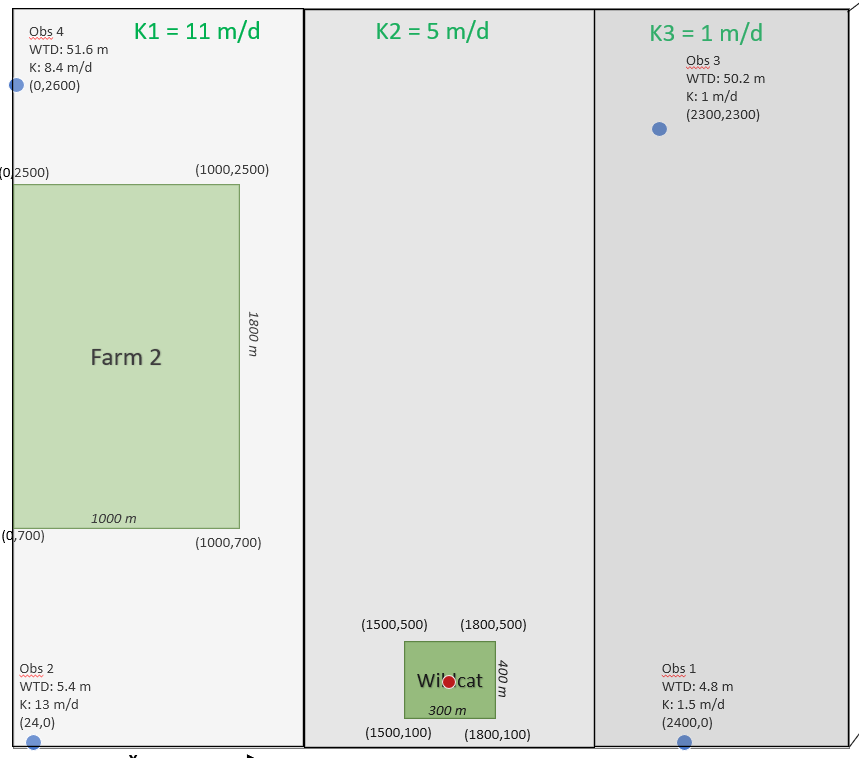 K1 = 11 m/d
K2 = 5 m/d
K3 = 1 m/d
Obs 4
WTD: 51.6 m
K: 8.4 m/d
(0,2600)
Obs 3
WTD: 50.2 m
K: 1 m/d
(2300,2300)
(0,2500)
(1000,2500)
Farm 2
1800 m
1000 m
(0,700)
(1000,700)
(1500,500)
(1800,500)
Wildcat
400 m
300 m
(1500,100)
(1800,100)
Obs 2
WTD: 5.4 m
K: 13 m/d
(24,0)
Obs 1
WTD: 4.8 m
K: 1.5 m/d
(2400,0)